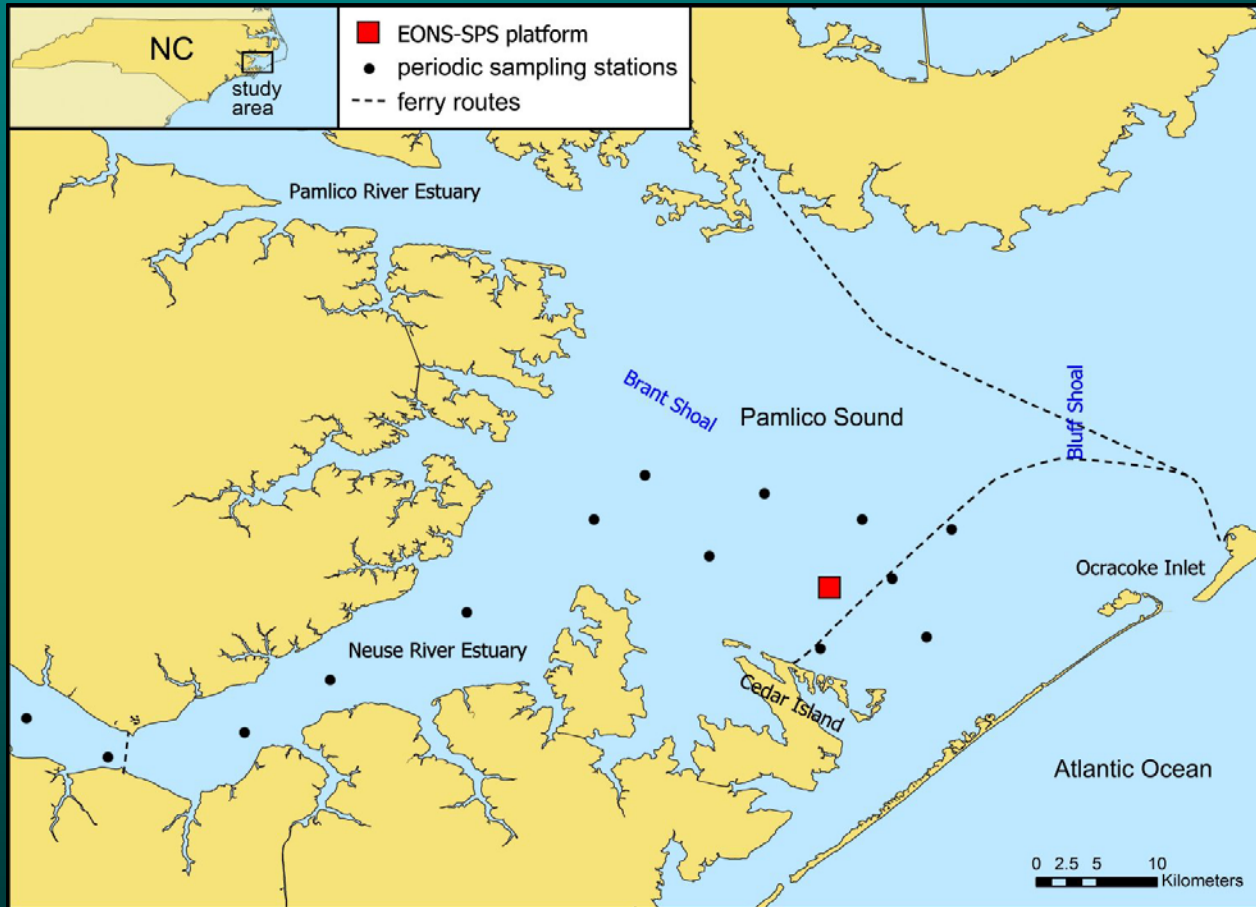 NC
study
area
EONS-SPS platform
periodic sampling stations
ferry routes
Pamlico River Estuary
Brant Shoal
Pamlico Sound
Bluff Shoal
Ocracoke Inlet
Neuse River Estuary
Cedar Island
Atlantic Ocean
0 2.5 5 10
Kilometers